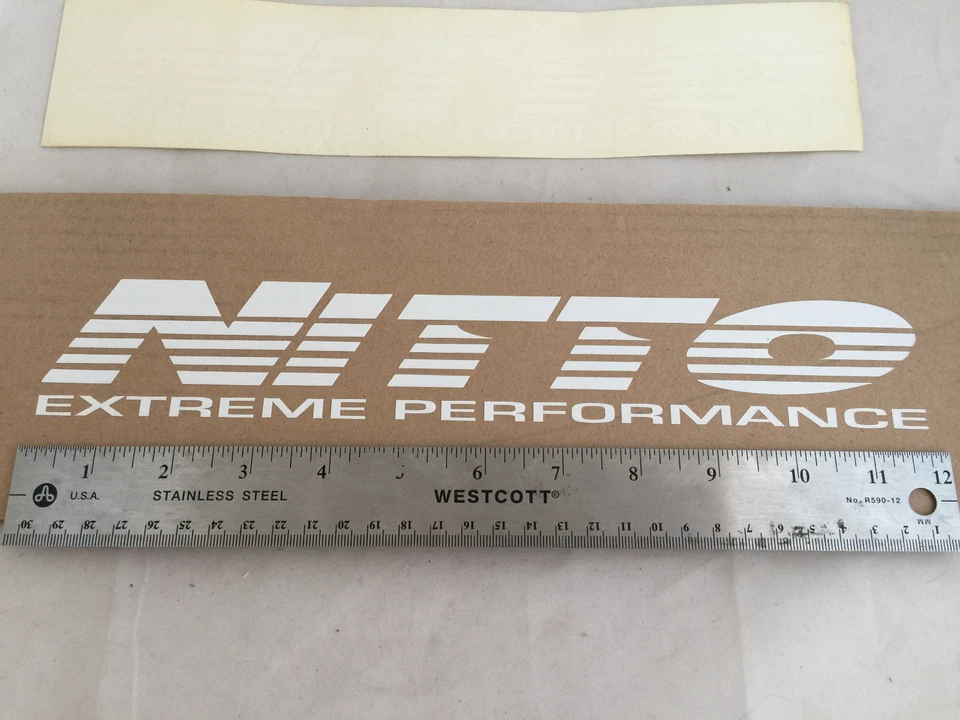 NITTO
EXTREME PERFORMANCE
1 2 3 4 5 6 7 8 9 10 11 12
U.S.A. STAINLESS STEEL WESTCOTT® No. R590-12
MM
30 29 28 27 26 25 24 23 22 21 20 19 18 17 16 15 14 13 12 11 10 9 8 7 6 5 4 3 2 1